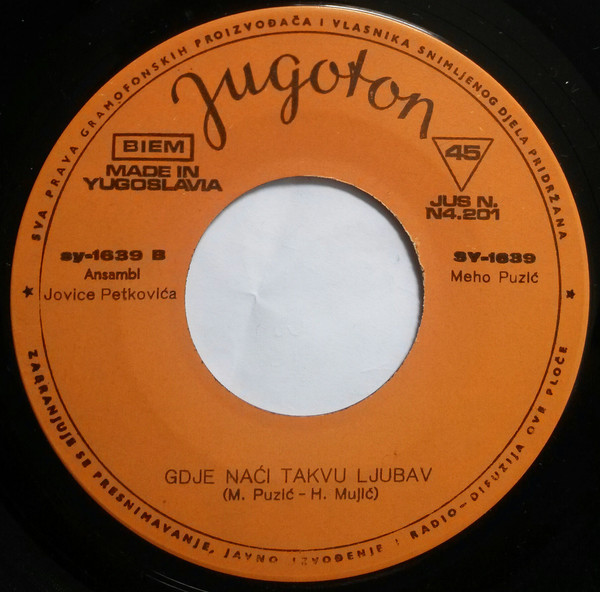 SVA PRAVA GRAMOFONSKIH PROIZVOĐAČA I VLASNIKA SNIMLJENOG DJELA PRIDRŽANA
Jugoton
BIEM
MADE IN
YUGOSLAVIA
45
JUS N.
N4.201
sy-1639 B
Ansambl
Jovice Petkovića
SY-1639
Meho Puzić
GDJE NAĆI TAKVU LJUBAV
(M. Puzić - H. Mujić)
ZABRANJUJE SE PRESNIMAVANJE, JAVNO IZVOĐENJE I RADIO-DIFUZIJA OVE PLOČE